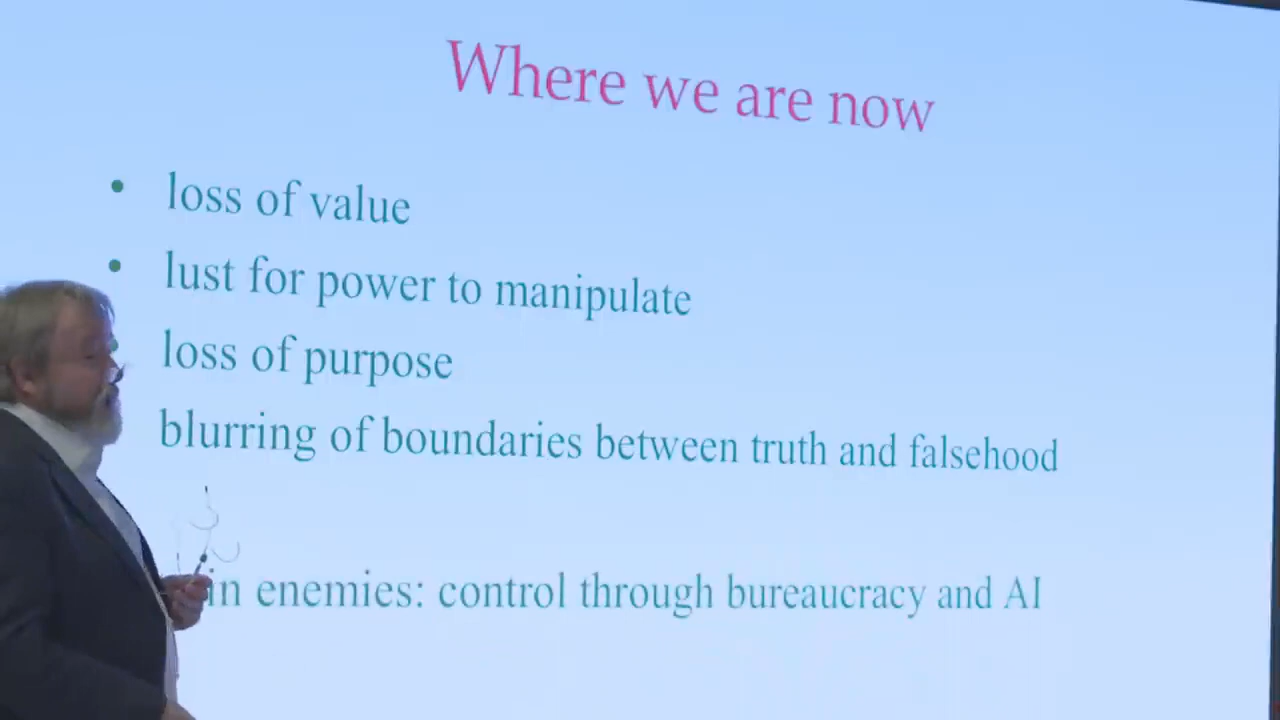 Where we are now
• loss of value
• lust for power to manipulate
loss of purpose
blurring of boundaries between truth and falsehood
enemies: control through bureaucracy and AI